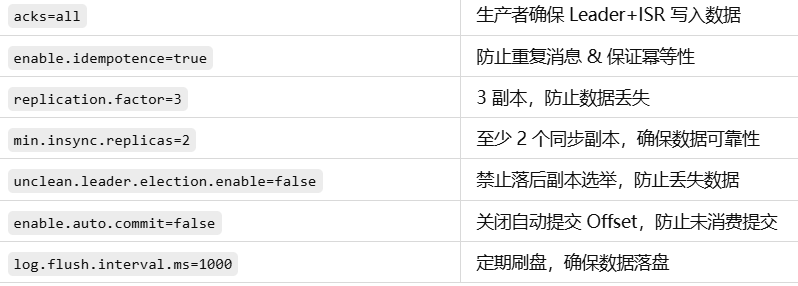 acks=all 生产者确保 Leader+ISR 写入数据
enable.idempotence=true 防止重复消息 & 保证幂等性
replication.factor=3 3 副本，防止数据丢失
min.insync.replicas=2 至少 2 个同步副本，确保数据可靠性
unclean.leader.election.enable=false 禁止落后副本选举，防止丢失数据
enable.auto.commit=false 关闭自动提交 Offset，防止未消费提交
log.flush.interval.ms=1000 定期刷盘，确保数据落盘